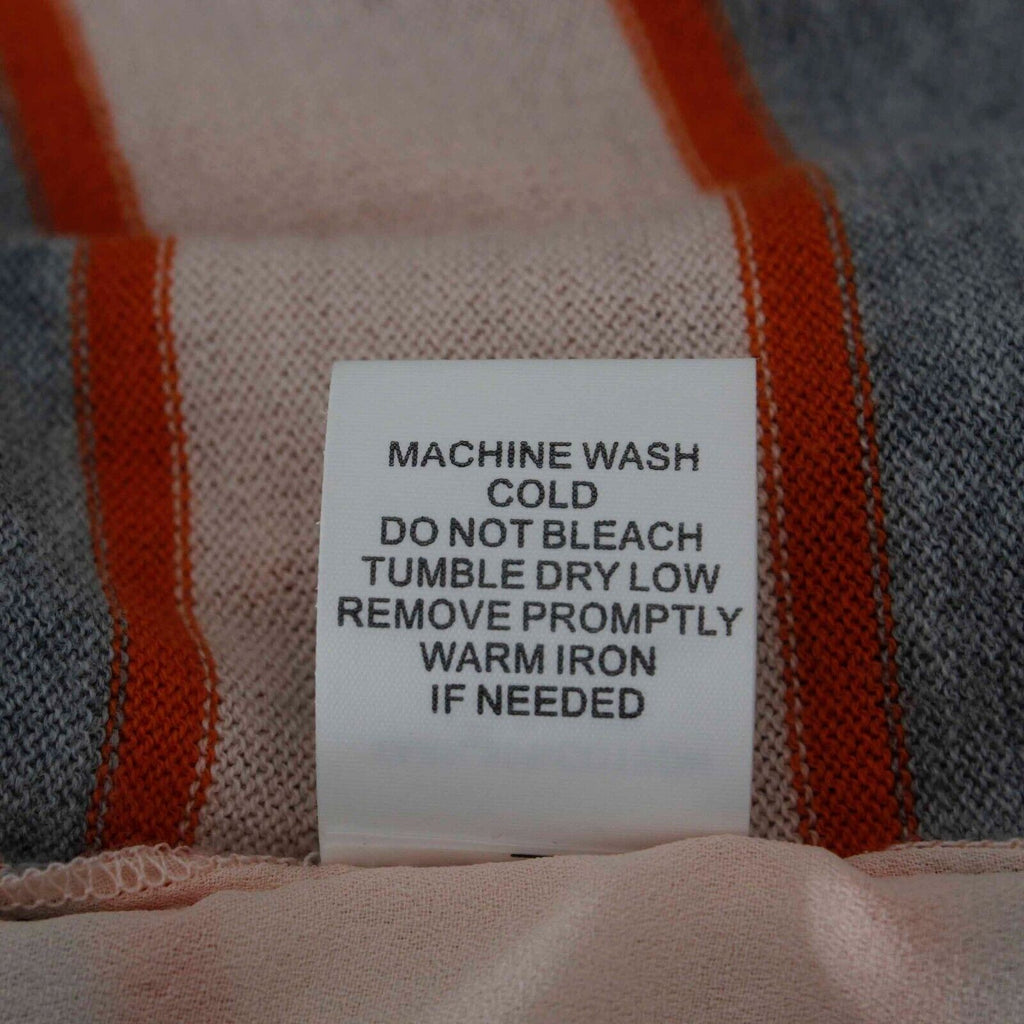 MACHINE WASH
COLD
DO NOT BLEACH
TUMBLE DRY LOW
REMOVE PROMPTLY
WARM IRON
IF NEEDED